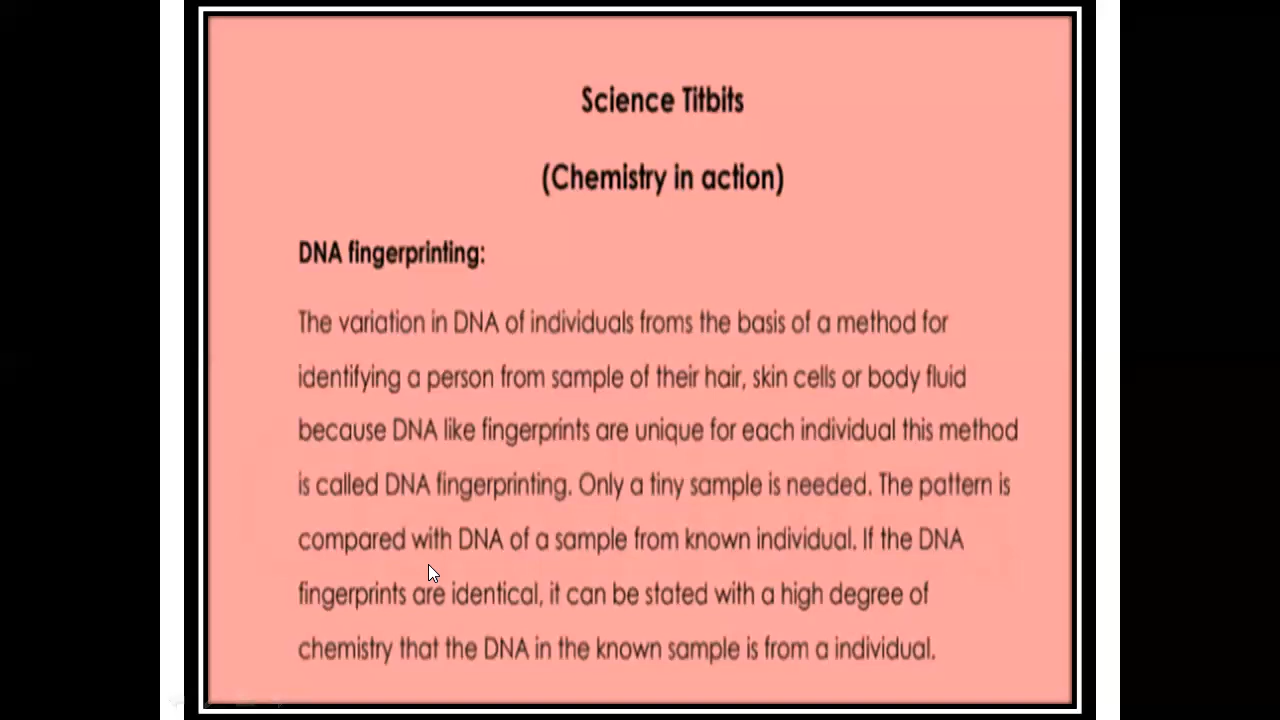 Science Titbits
(Chemistry in action)
DNA fingerprinting:
The variation in DNA of individuals froms the basis of a method for
identifying a person from sample of their hair, skin cells or body fluid
because DNA like fingerprints are unique for each individual this method
is called DNA fingerprinting. Only a tiny sample is needed. The pattern is
compared with DNA of a sample from known individual. If the DNA
fingerprints are identical, it can be stated with a high degree of
chemistry that the DNA in the known sample is from a individual.